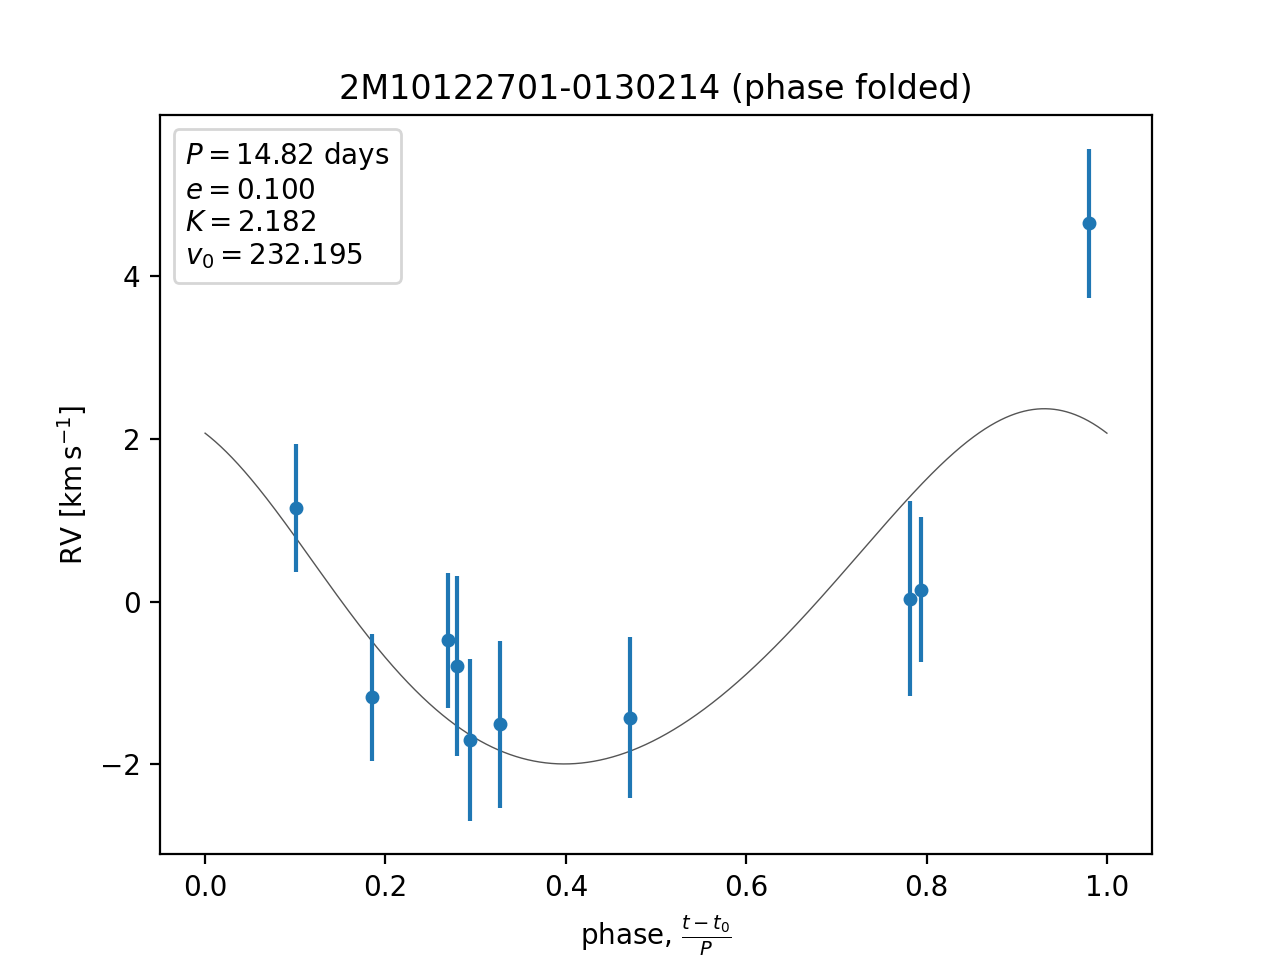 2M10122701-0130214 (phase folded)
P = 14.82 days
e = 0.100
K = 2.182
v₀ = 232.195
4
2
0
−2
RV [km s⁻¹]
0.0 0.2 0.4 0.6 0.8 1.0
phase, (t − t₀)/P